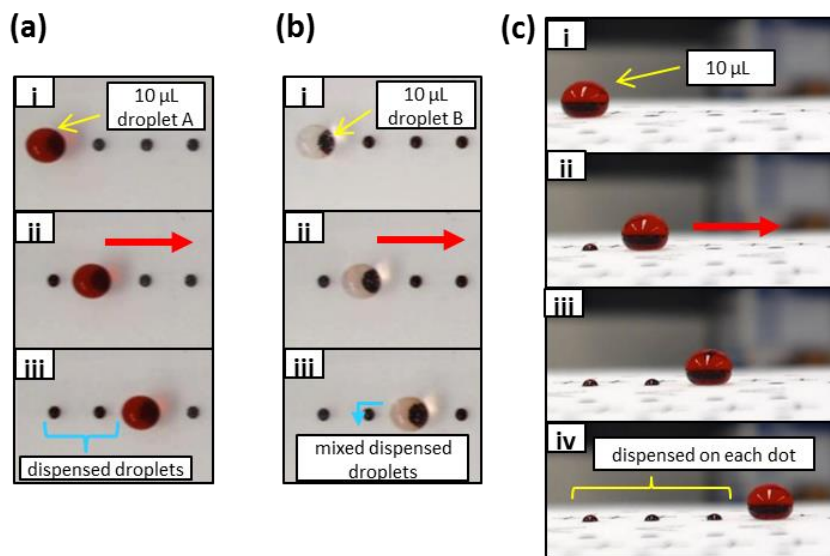 (a)
i
10 µL
droplet A
ii
iii
dispensed droplets
(b)
i
10 µL
droplet B
ii
iii
mixed dispensed
droplets
(c)
i
10 µL
ii
iii
iv
dispensed on each dot